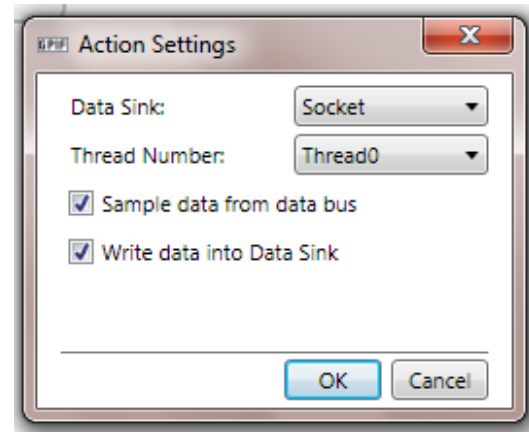 GPIF Action Settings
Data Sink: Socket
Thread Number: Thread0
Sample data from data bus
Write data into Data Sink
OK Cancel